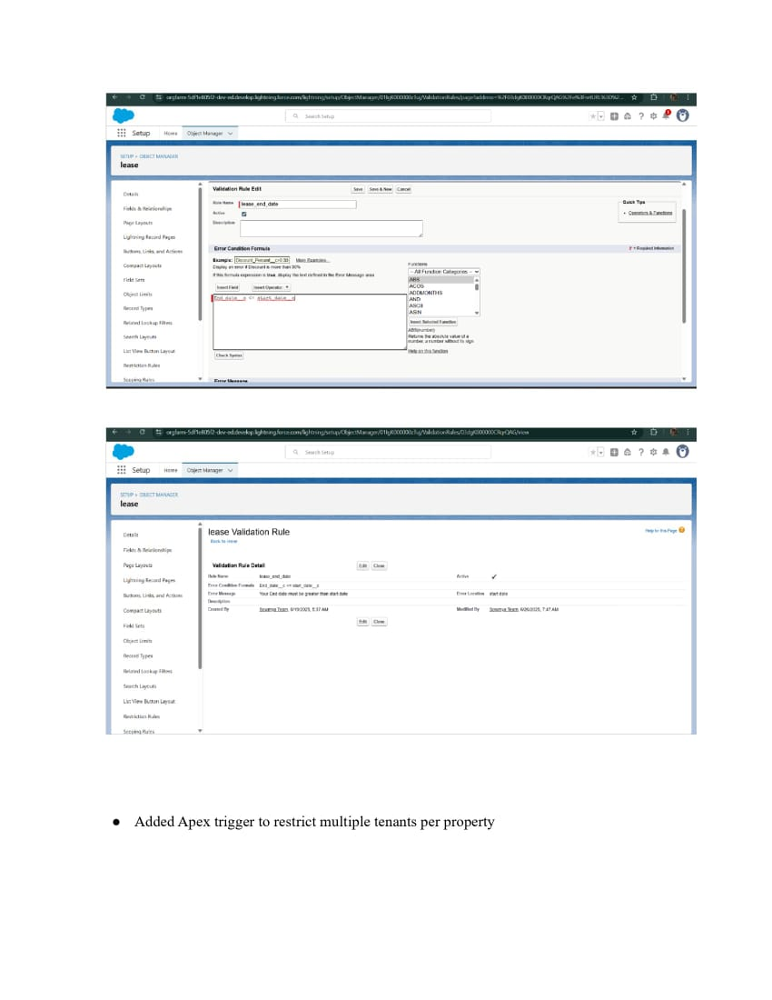 Search Setup
Setup Home Object Manager
SETUP > OBJECT MANAGER
lease
Details
Fields & Relationships
Page Layouts
Lightning Record Pages
Buttons, Links, and Actions
Compact Layouts
Field Sets
Object Limits
Record Types
Related Lookup Filters
Search Layouts
List View Button Layout
Restriction Rules
Scoping Rules
Validation Rule Edit
Save Save & New Cancel
Rule Name lease_end_date
Active
Description
Quick Tips
Operators & Functions
Error Condition Formula
= Required Information
Example: Discount_Percent__c>0.30 More Examples...
Display an error if Discount is more than 30%
If this formula expression is true, display the text defined in the Error Message area
Insert Field Insert Operator
End_date__c <= start_date__c
Functions
-- All Function Categories --
ABS
ACOS
ADDMONTHS
AND
ASCII
ASIN
Insert Selected Function
ABS(number)
Returns the absolute value of a
number, a number without its sign
Help on this function
Check Syntax
Error Message
Search Setup
Setup Home Object Manager
SETUP > OBJECT MANAGER
lease
Details
Fields & Relationships
Page Layouts
Lightning Record Pages
Buttons, Links, and Actions
Compact Layouts
Field Sets
Object Limits
Record Types
Related Lookup Filters
Search Layouts
List View Button Layout
Restriction Rules
Scoping Rules
lease Validation Rule
Help for this Page
Back to lease
Validation Rule Detail
Edit Clone
Rule Name lease_end_date Active ✓
Error Condition Formula End_date__c <= start_date__c
Error Message Your End date must be greater than start date Error Location start date
Description
Created By Sowmya Team, 6/19/2025, 5:37 AM Modified By Sowmya Team, 6/26/2025, 7:47 AM
Edit Clone
● Added Apex trigger to restrict multiple tenants per property